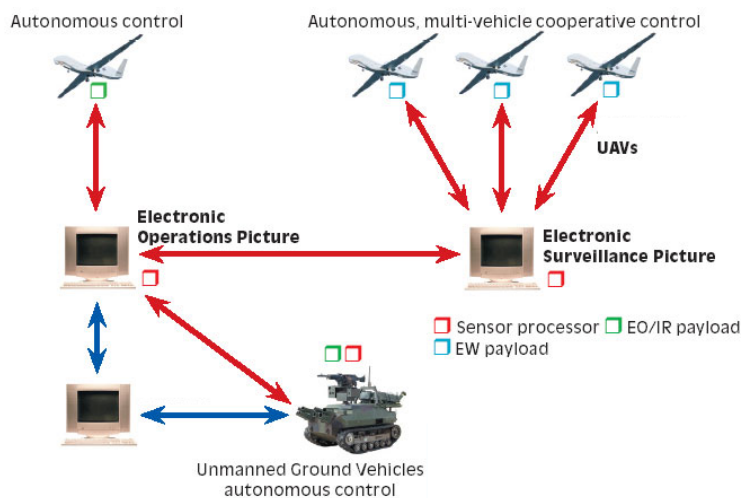 Autonomous control
Autonomous, multi-vehicle cooperative control
UAVs
Electronic
Operations Picture
Electronic
Surveillance Picture
Sensor processor EO/IR payload
EW payload
Unmanned Ground Vehicles
autonomous control